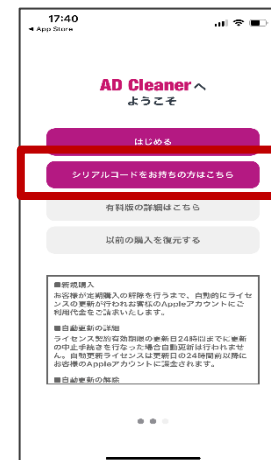 17:40
◀ App Store
AD Cleanerへ
ようこそ
はじめる
シリアルコードをお持ちの方はこちら
有料版の詳細はこちら
以前の購入を復元する
■新規購入
お客様が定期購入の解除を行うまで、自動的にライセ
ンスの更新が行われお客様のAppleアカウントにご
利用代金をご請求いたします。
■自動更新の詳細
ライセンス契約有効期限の更新日24時間までに更新
の中止手続きを行なった場合自動更新は行われませ
ん。自動更新ライセンスは更新日の24時間前以降に
お客様のAppleアカウントに課金されます。
■自動更新の解除